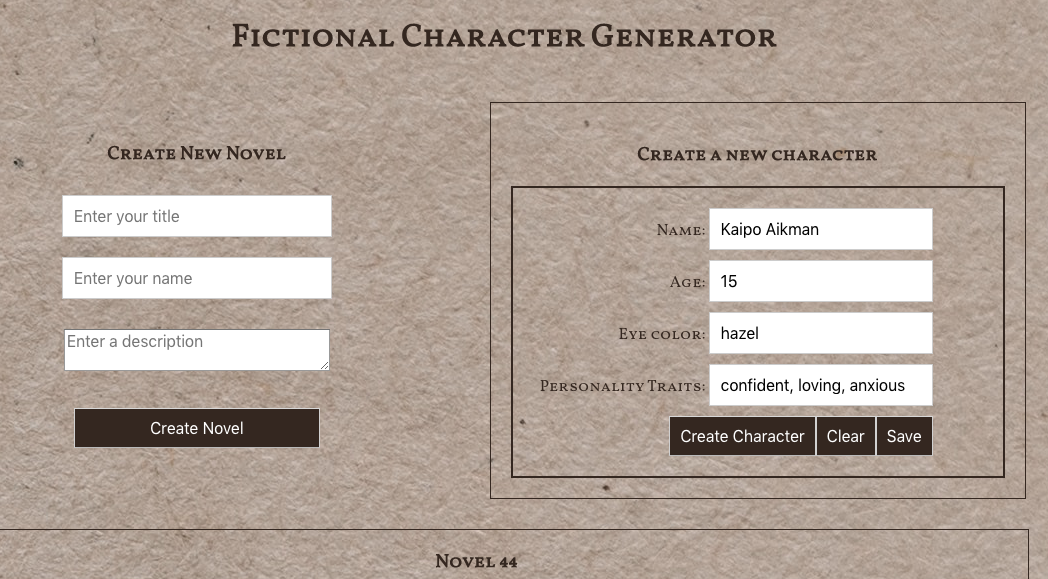 Fictional Character Generator
Create New Novel
Enter your title
Enter your name
Enter a description
Create Novel
Create a new character
Name: Kaipo Aikman
Age: 15
Eye color: hazel
Personality Traits: confident, loving, anxious
Create Character Clear Save
Novel 44